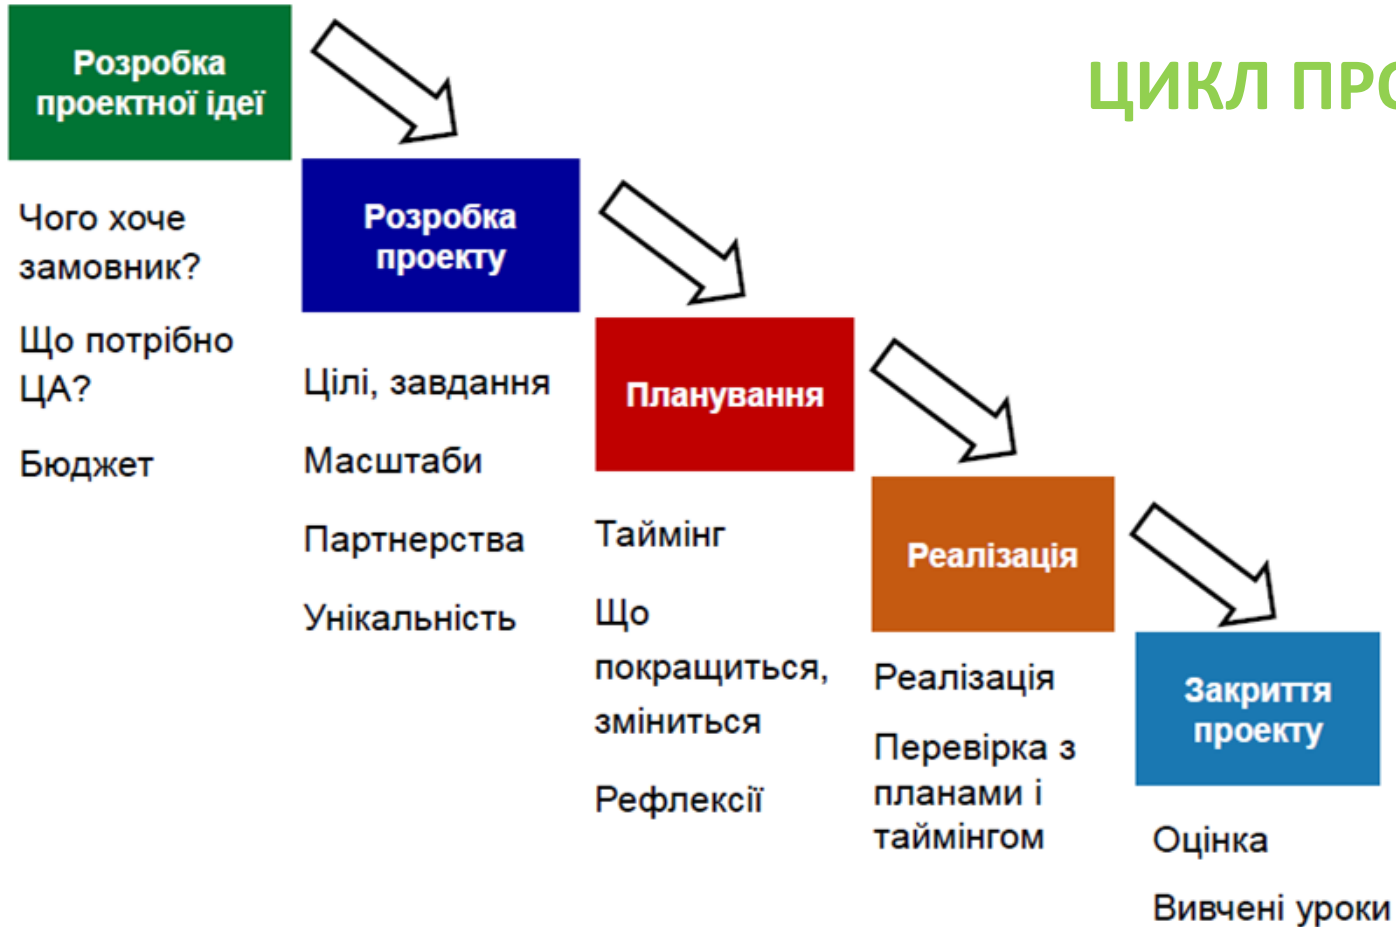 ЦИКЛ ПРО
Розробка
проектної ідеї
Чого хоче
замовник?
Що потрібно
ЦА?
Бюджет
Розробка
проекту
Цілі, завдання
Масштаби
Партнерства
Унікальність
Планування
Таймінг
Що
покращиться,
зміниться
Рефлексії
Реалізація
Реалізація
Перевірка з
планами і
таймінгом
Закриття
проекту
Оцінка
Вивчені уроки